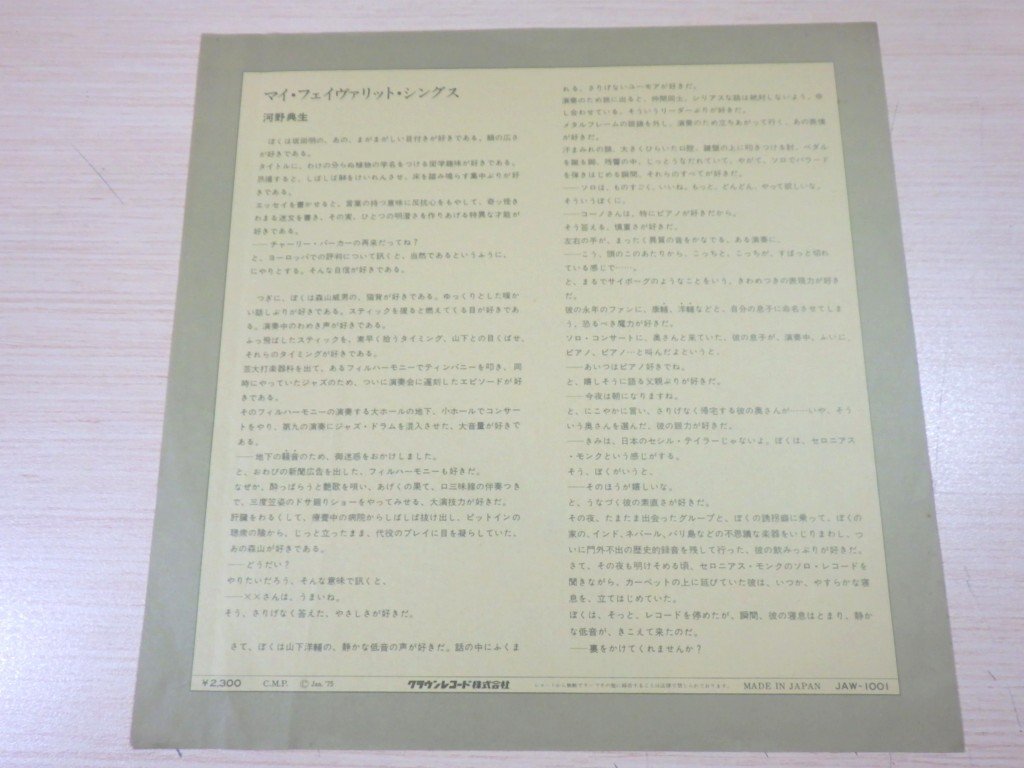 マイ・フェイヴァリット・シングス
河野典生
ぼくは坂田明の、あの、まがまがしい目付きが好きである。額の広さ
が好きである。
タイトルに、わけの分らぬ植物の学名をつける衒学趣味が好きである。
熱演すると、しばしば頬をけいれんさせ、床を踏み鳴らす集中ぶりが好
きである。
エッセイを書かせると、言葉の持つ意味に反抗心をもやして、奇っ怪き
わまる迷文を書き、その実、ひとつの明澄さを作りあげる特異な才能が
好きである。
──チャーリー・パーカーの再来だってね？
と、ヨーロッパでの評判について訊くと、当然であるというふうに、
にやりとする。そんな自信が好きである。
つぎに、ぼくは森山威男の、猫背が好きである。ゆっくりとした暖か
い話しぶりが好きである。スティックを握ると燃えてくる目が好きであ
る。演奏中のわめき声が好きである。
ふっ飛ばしたスティックを、素早く拾うタイミング、山下との目くばせ、
それらのタイミングが好きである。
芸大打楽器科を出て、あるフィルハーモニーでティンパニーを叩き、同
時にやっていたジャズのため、ついに演奏会に遅刻したエピソードが好
きである。
そのフィルハーモニーの演奏する大ホールの地下、小ホールでコンサート
をやり、第九の演奏にジャズ・ドラムを混入させた、大音量が好きで
ある。
──地下の騒音のため、御迷惑をおかけしました。
と、おわびの新聞広告を出した、フィルハーモニーも好きだ。
なぜか、酔っぱらうと艶歌を唄い、あげくの果て、口三味線の伴奏つき
で、三度笠姿のドサ廻りショーをやってみせる、大演技力が好きだ。
肝臓をわるくして、療養中の病院からしばしば抜け出し、ピットインの
聴衆の陰から、じっと立ったまま、代役のプレイに目を凝らしていた、
あの森山が好きである。
──どうだい？
やりたいだろう、そんな意味で訊くと、
──××さんは、うまいね。
そう、さりげなく答えた、やさしさが好きだ。
さて、ぼくは山下洋輔の、静かな低音の声が好きだ。話の中にふくま
れる、さりげないユーモアが好きだ。
演奏のため旅に出ると、仲間同士、シリアスな話は絶対しないよう、申
し合わせている。そういうリーダーぶりが好きだ。
メタルフレームの眼鏡を外し、演奏のため立ちあがって行く、あの表情
が好きだ。
汗まみれの顔、大きくひらいた口腔、鍵盤の上に叩きつける肘、ペダル
を踏む脚、残響の中、じっとうなだれていて、やがて、ソロでバラード
を弾きはじめる瞬間、それらのすべてが好きだ。
──ソロは、ものすごく、いいね。もっと、どんどん、やって欲しいな。
そういうぼくに、
──コーノさんは、特にピアノが好きだから。
そう答える、慎重さが好きだ。
左右の手が、まったく異質の音をかなでる、ある演奏に、
──こう、頭のこのあたりから、こっちと、こっちが、すぱっと切れ
ている感じで……。
と、まるでサイボーグのようなことをいう、きわめつきの表現力が好き
だ。
彼の永年のファンに、康輔、洋輔などと、自分の息子に命名させてしま
う、恐るべき魔力が好きだ。
ソロ・コンサートに、奥さんと来ていた、彼の息子が、演奏中、ふいに、
ピアノ、ピアノ…と叫んだよというと、
──あいつはピアノ好きでね。
と、嬉しそうに語る父親ぶりが好きだ。
──今夜は朝になりますね。
と、にこやかに言い、さりげなく帰宅する彼の奥さんが……いや、そう
いう奥さんを選んだ、彼の眼力が好きだ。
──きみは、日本のセシル・テイラーじゃないよ。ぼくは、セロニアス
・モンクという感じがする。
そう、ぼくがいうと、
──そのほうが嬉しいな。
と、うなづく彼の素直さが好きだ。
その夜、たまたま出会ったグループと、ぼくの誘拐癖に乗って、ぼくの
家の、インド、ネパール、バリ島などの不思議な楽器をいじりまわし、つ
いに門外不出の歴史的録音を残して行った、彼の飲みっぷりが好きだ。
さて、その夜も明けそめる頃、セロニアス・モンクのソロ・レコードを
聞きながら、カーペットの上に延びていた彼は、いつか、やすらかな寝
息を、立てはじめていた。
ぼくは、そっと、レコードを停めたが、瞬間、彼の寝息はとまり、静か
な低音が、きこえて来たのだ。
──裏をかけてくれませんか？
¥2,300 C.M.P. Ⓒ Jan. '75 クラウンレコード株式会社 MADE IN JAPAN JAW-1001